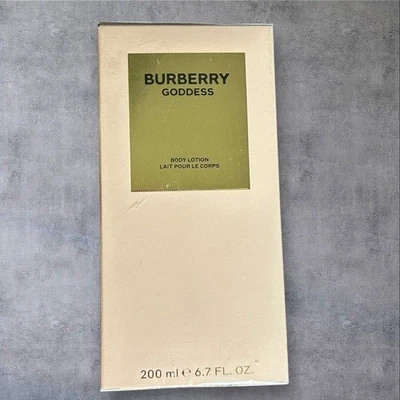 BURBERRY
GODDESS
BODY LOTION
LAIT POUR LE CORPS
200 ml ℮ 6.7 FL. OZ.